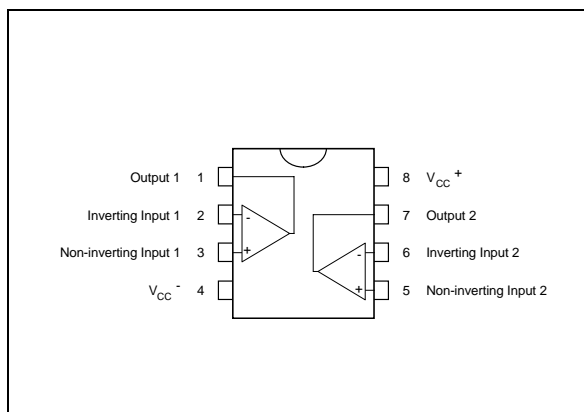 Output 1 1
Inverting Input 1 2
Non-inverting Input 1 3
VCC - 4
8 VCC +
7 Output 2
6 Inverting Input 2
5 Non-inverting Input 2
-
+
-
+